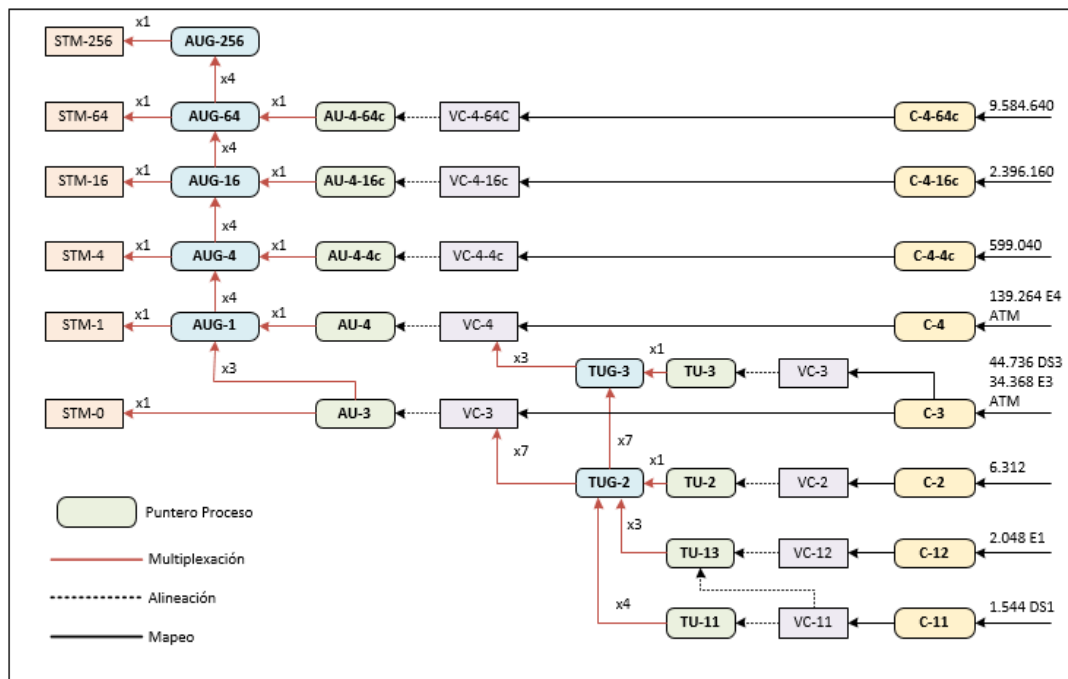 x1
STM-256
AUG-256
x4
x1
x1
9.584.640
STM-64
AUG-64
AU-4-64c
VC-4-64C
C-4-64c
x4
x1
x1
2.396.160
STM-16
AUG-16
AU-4-16c
VC-4-16c
C-4-16c
x4
x1
x1
599.040
STM-4
AUG-4
AU-4-4c
VC-4-4c
C-4-4c
x4
139.264 E4
x1
x1
ATM
STM-1
AUG-1
AU-4
VC-4
C-4
x3
x3
x1
44.736 DS3
TUG-3
TU-3
VC-3
34.368 E3
x1
ATM
STM-0
AU-3
VC-3
C-3
x7
x7
x1
6.312
TUG-2
TU-2
VC-2
C-2
Puntero Proceso
x3
2.048 E1
Multiplexación
TU-13
VC-12
C-12
Alineación
x4
1.544 DS1
TU-11
VC-11
C-11
Mapeo